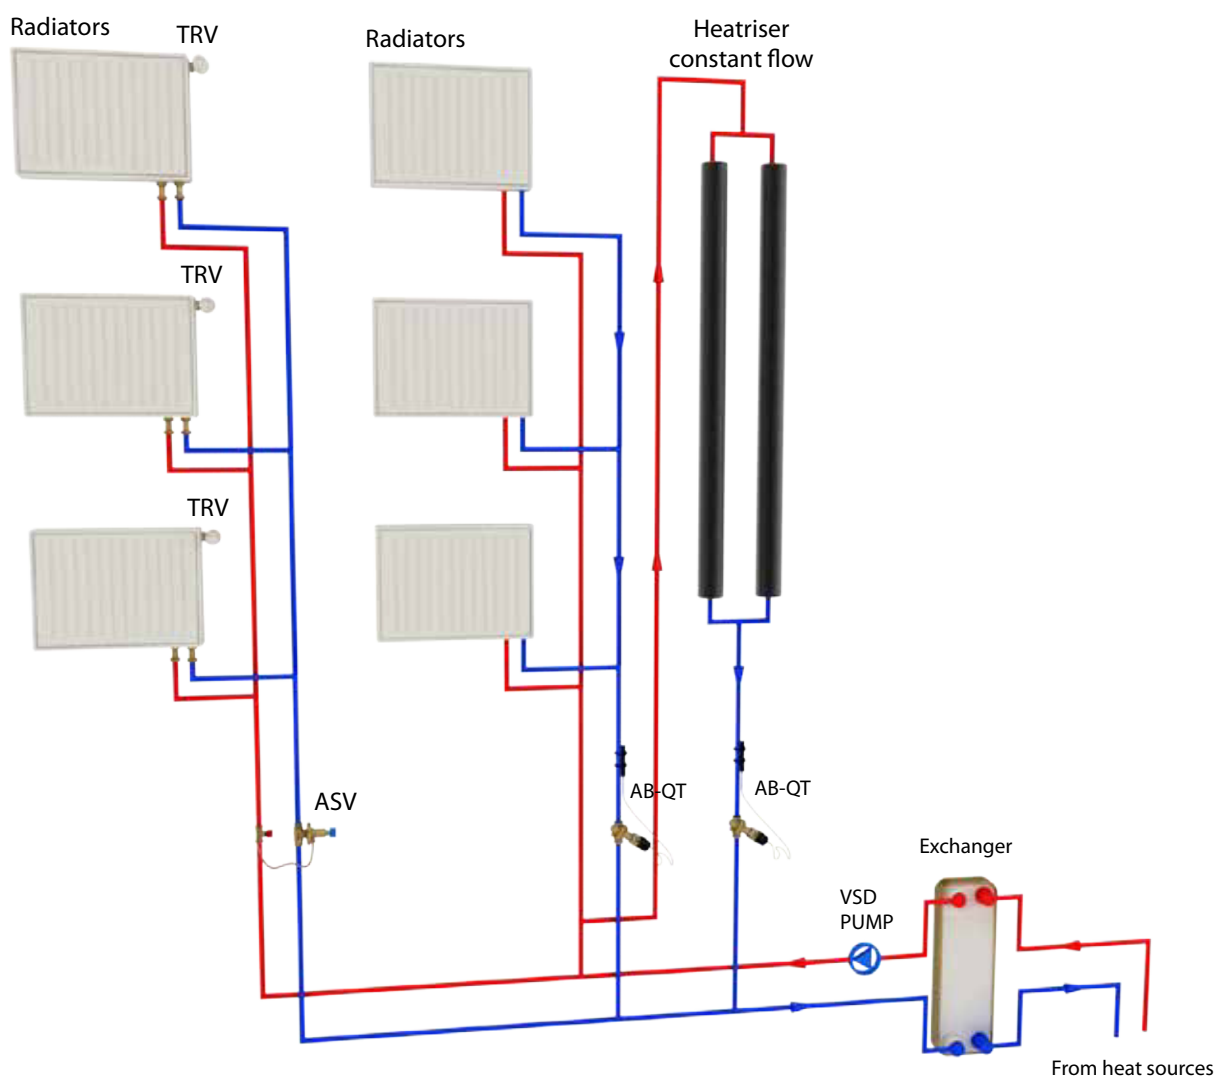 Radiators
TRV
Radiators
Heatriser
constant flow
TRV
TRV
ASV
AB-QT
AB-QT
Exchanger
VSD
PUMP
From heat sources